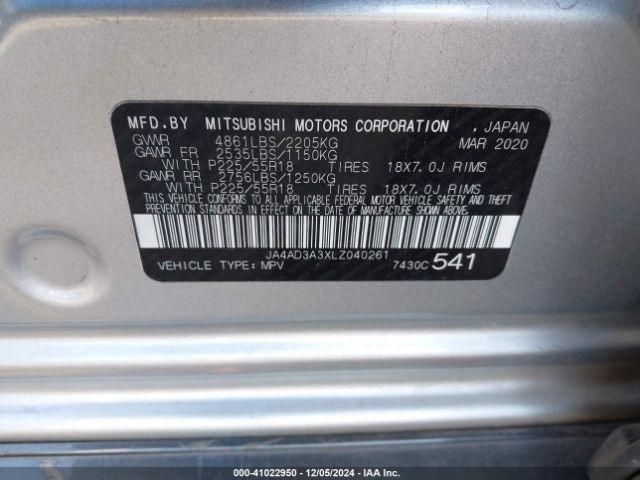 MFD.BY MITSUBISHI MOTORS CORPORATION , JAPAN
GVWR 4861LBS/2205KG MAR 2020
GAWR FR 2535LBS/1150KG
WITH P225/55R18 TIRES 18X7.0J RIMS
GAWR RR 2756LBS/1250KG
WITH P225/55R18 TIRES 18X7.0J RIMS
THIS VEHICLE CONFORMS TO ALL APPLICABLE FEDERAL MOTOR VEHICLE SAFETY AND THEFT
PREVENTION STANDARDS IN EFFECT ON THE DATE OF MANUFACTURE SHOWN ABOVE.
JA4AD3A3XLZ040261
VEHICLE TYPE:MPV 7430C 541
000-41022950 - 12/05/2024 - IAA Inc.